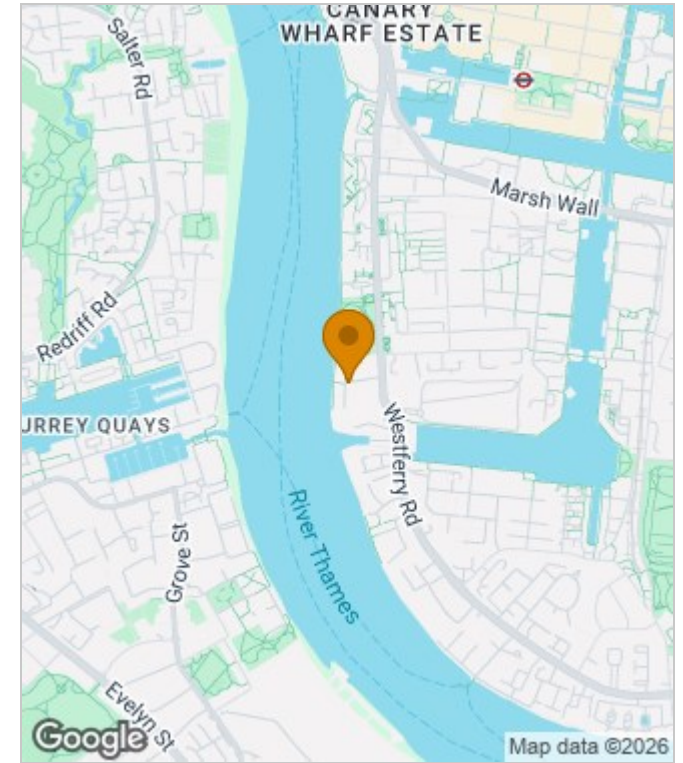 CANARY
WHARF ESTATE
Salter Rd
Marsh Wall
Redriff Rd
URREY QUAYS
Westferry Rd
River Thames
Grove St
Evelyn St
Google
Map data ©2026